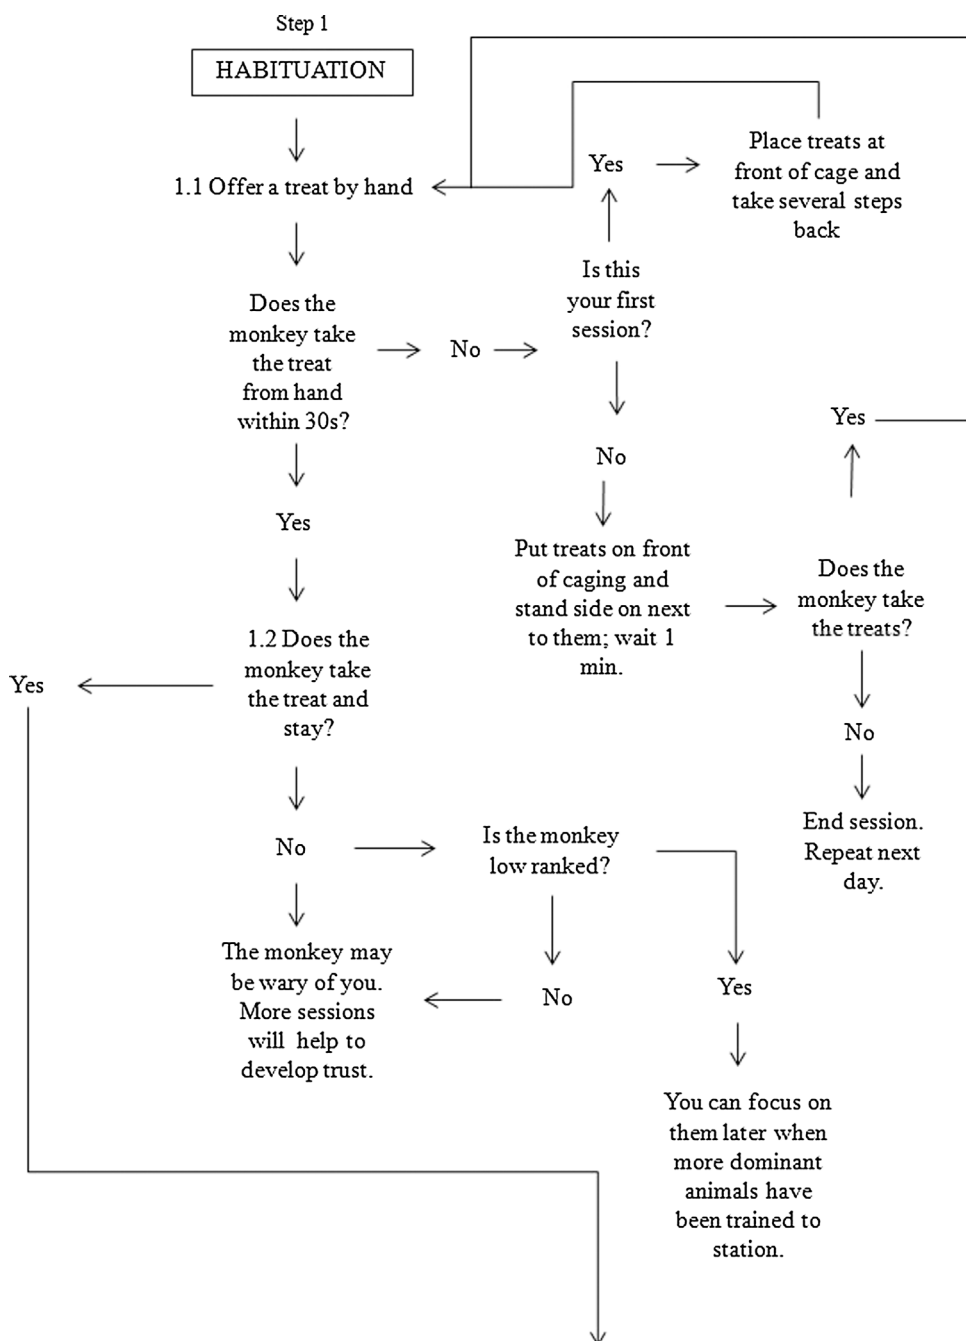 Step 1
HABITUATION
1.1 Offer a treat by hand
Yes
Place treats at
front of cage and
take several steps
back
Is this
your first
session?
Does the
monkey take
the treat
from hand
within 30s?
No
No
Yes
Yes
Put treats on front
of caging and
stand side on next
to them; wait 1
min.
Does the
monkey take
the treats?
1.2 Does the
monkey take
the treat and
stay?
Yes
No
End session.
Repeat next
day.
No
Is the monkey
low ranked?
The monkey may
be wary of you.
More sessions
will help to
develop trust.
No
Yes
You can focus on
them later when
more dominant
animals have
been trained to
station.